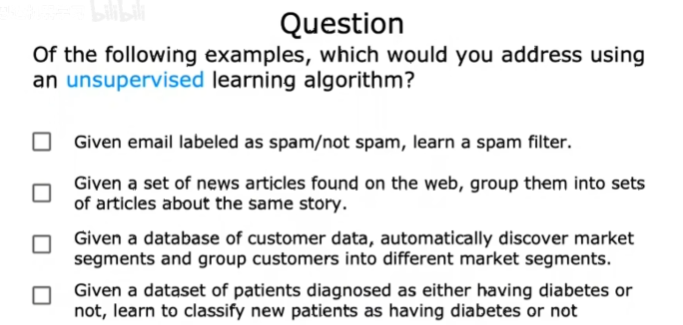 bilibili
Question
Of the following examples, which would you address using
an unsupervised learning algorithm?
Given email labeled as spam/not spam, learn a spam filter.
Given a set of news articles found on the web, group them into sets
of articles about the same story.
Given a database of customer data, automatically discover market
segments and group customers into different market segments.
Given a dataset of patients diagnosed as either having diabetes or
not, learn to classify new patients as having diabetes or not